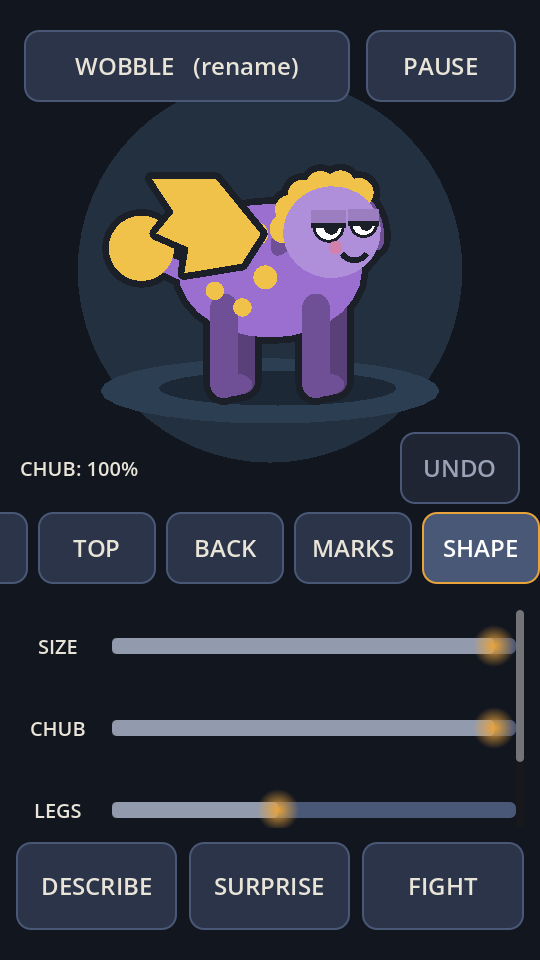 WOBBLE (rename)
PAUSE
CHUB: 100%
UNDO
TOP
BACK
MARKS
SHAPE
SIZE
CHUB
LEGS
DESCRIBE
SURPRISE
FIGHT